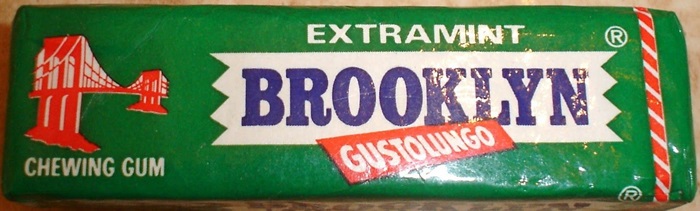 EXTRAMINT ®
BROOKLYN
GUSTOLUNGO
CHEWING GUM
®